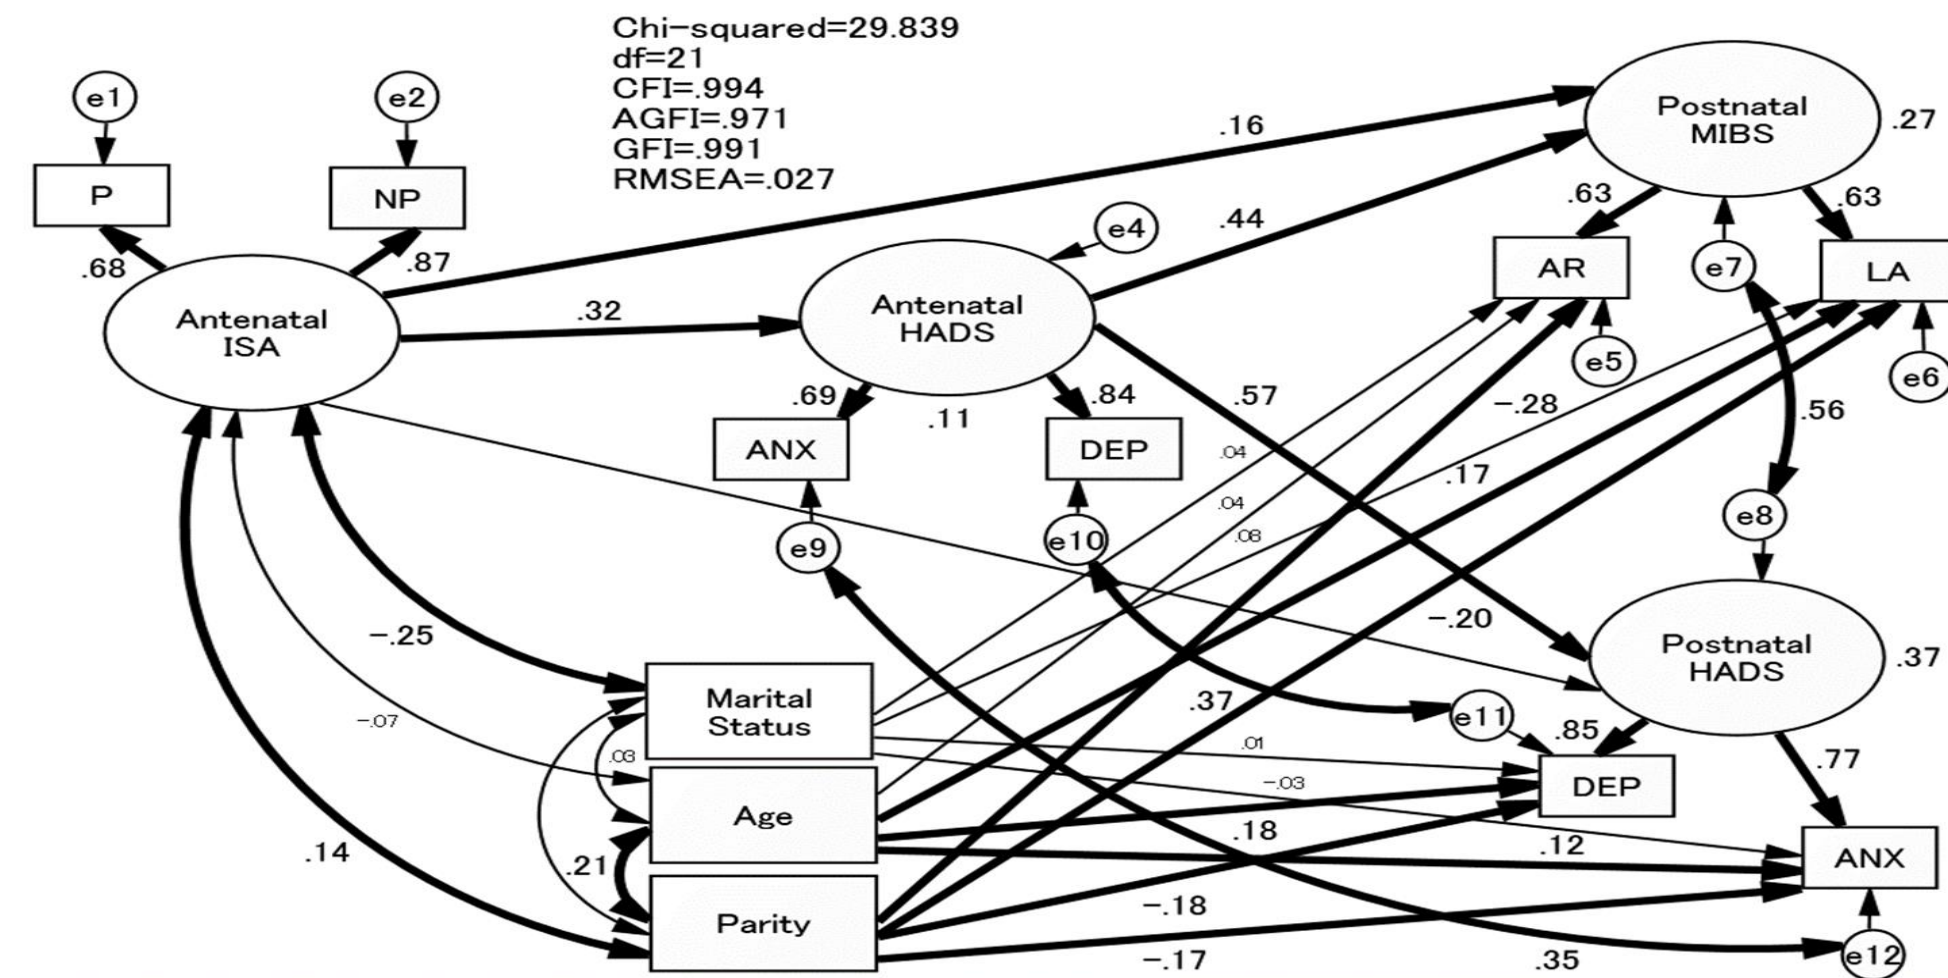 Chi-squared=29.839
df=21
CFI=.994
AGFI=.971
GFI=.991
RMSEA=.027
e1
e2
P
NP
.68
.87
Antenatal
ISA
.16
.32
e4
Antenatal
HADS
.44
.69
.84
.11
ANX
DEP
e9
e10
Postnatal
MIBS
.27
.63
.63
AR
e7
LA
e5
e6
.57
-.28
.56
.04
.17
.04
.08
e8
-.20
Postnatal
HADS
.37
-.25
Marital
Status
.37
e11
.85
-.07
.03
.01
.77
-.03
DEP
Age
.18
.12
ANX
.14
.21
Parity
-.18
-.17
.35
e12